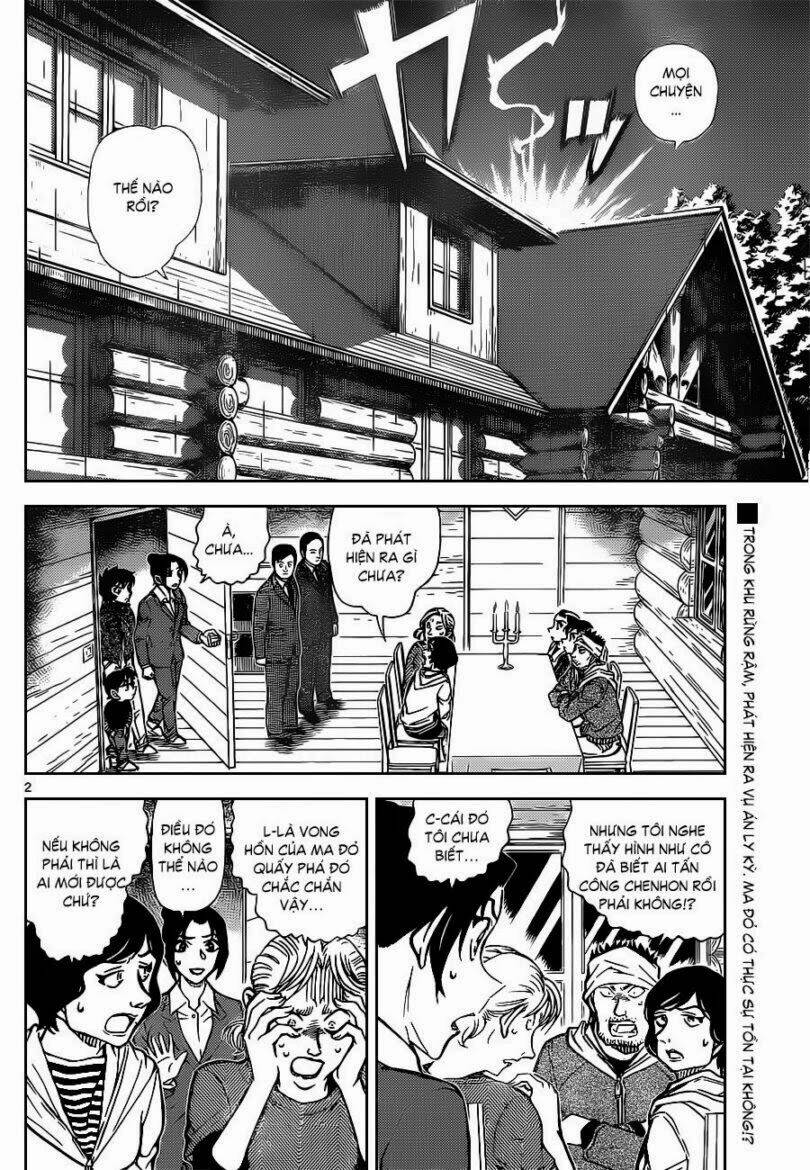 MỌI
CHUYỆN
...
カッ
THẾ NÀO
RỒI?
TRONG KHU RỪNG RẬM, PHÁT HIỆN RA VỤ ÁN LY KỲ. MA ĐỎ CÓ THỰC SỰ TỒN TẠI KHÔNG!?
ĐÃ PHÁT
HIỆN RA GÌ
CHƯA?
À,
CHƯA...
2
NHƯNG TÔI NGHE
THẤY HÌNH NHƯ CÔ
ĐÃ BIẾT AI TẤN
CÔNG CHENHON RỒI
PHẢI KHÔNG!?
C-CÁI ĐÓ
TÔI CHƯA
BIẾT...
L-LÀ VONG
HỒN CỦA MA ĐỎ
QUẤY PHÁ ĐÓ
CHẮC CHẮN
VẬY...
ĐIỀU ĐÓ
KHÔNG
THỂ NÀO
...
NẾU KHÔNG
PHẢI THÌ LÀ
AI MỚI ĐƯỢC
CHỨ?